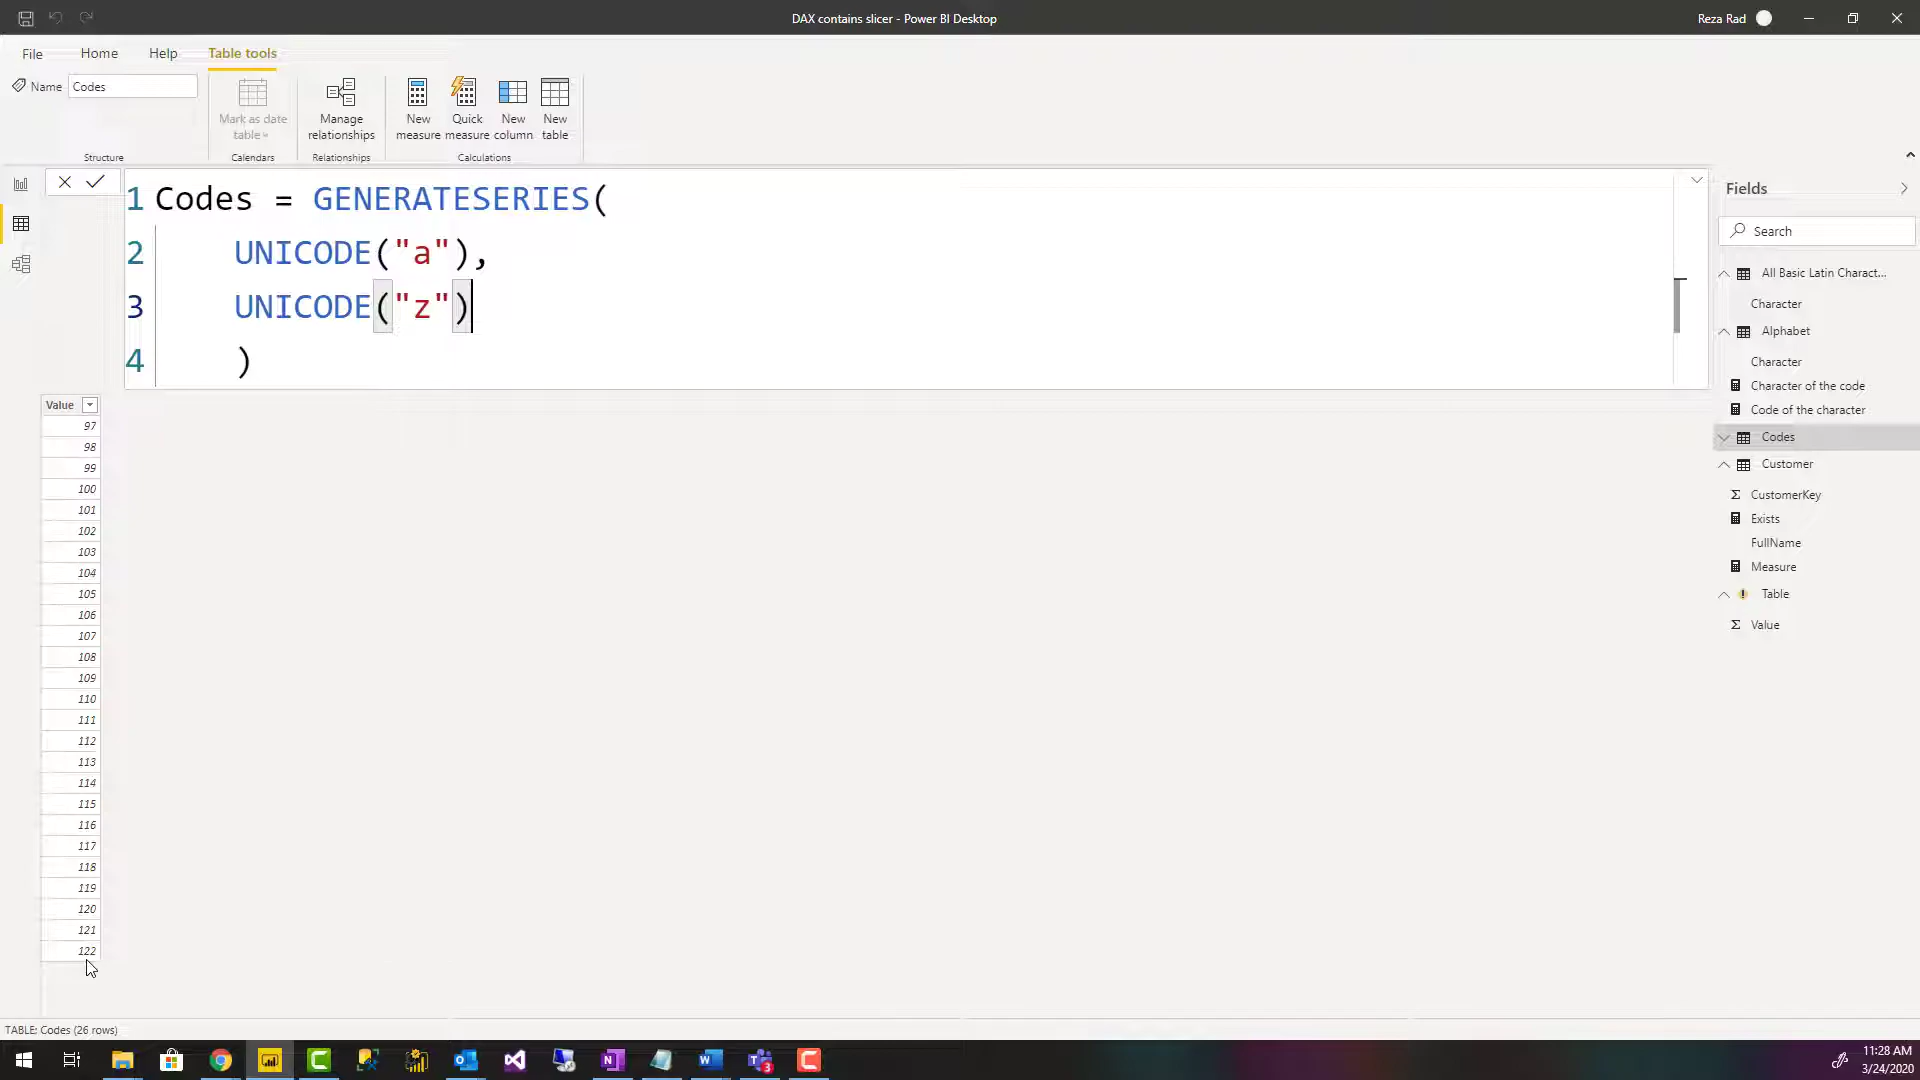 DAX contains slicer - Power BI Desktop
Reza Rad
File Home Help Table tools
Name Codes
Mark as date table
Manage relationships
New measure
Quick measure
New column
New table
Structure
Calendars
Relationships
Calculations
1 Codes = GENERATESERIES(
2 UNICODE("a"),
3 UNICODE("z")
4 )
Fields
Search
All Basic Latin Charact...
Character
Alphabet
Character
Character of the code
Code of the character
Codes
Customer
CustomerKey
Exists
FullName
Measure
Table
Value
Value
97
98
99
100
101
102
103
104
105
106
107
108
109
110
111
112
113
114
115
116
117
118
119
120
121
122
TABLE: Codes (26 rows)
11:28 AM
3/24/2020